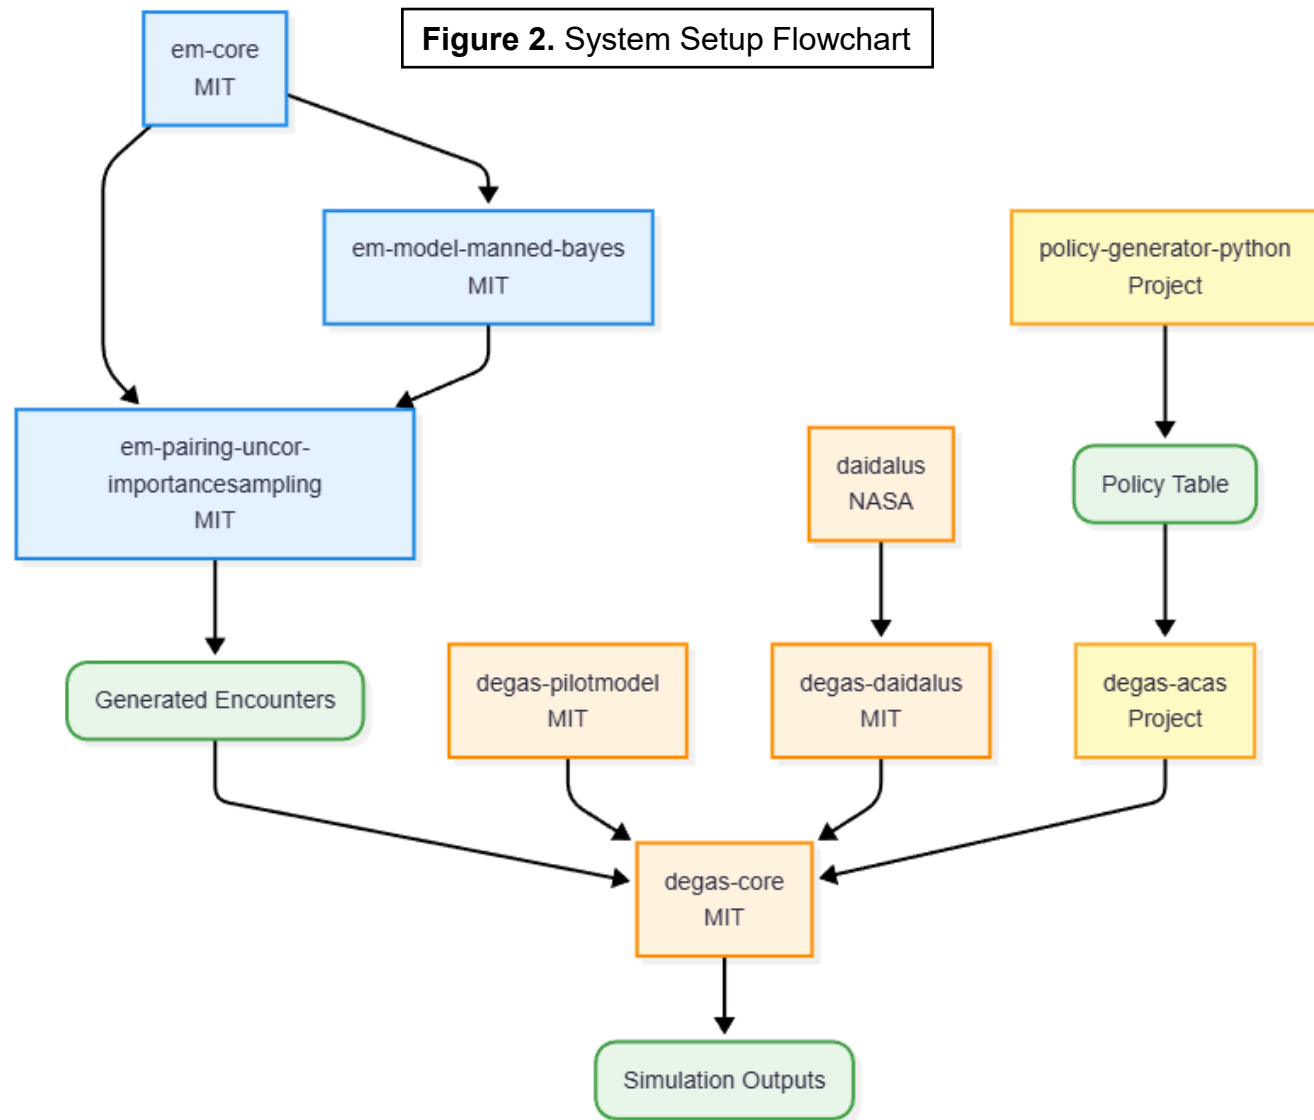 Figure 2. System Setup Flowchart
em-core
MIT
em-model-manned-bayes
MIT
policy-generator-python
Project
em-pairing-uncor-
importancesampling
MIT
daidalus
NASA
Policy Table
Generated Encounters
degas-pilotmodel
MIT
degas-daidalus
MIT
degas-acas
Project
degas-core
MIT
Simulation Outputs